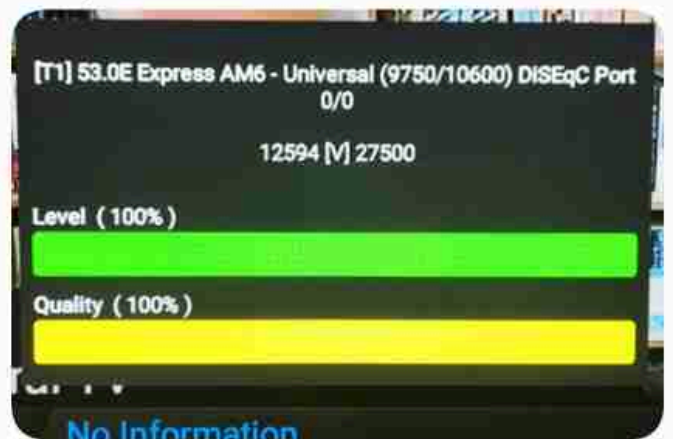 [T1] 53.0E Express AM6 - Universal (9750/10600) DiSEqC Port
0/0
12594 [V] 27500
Level ( 100% )
Quality ( 100% )
TV
No Information